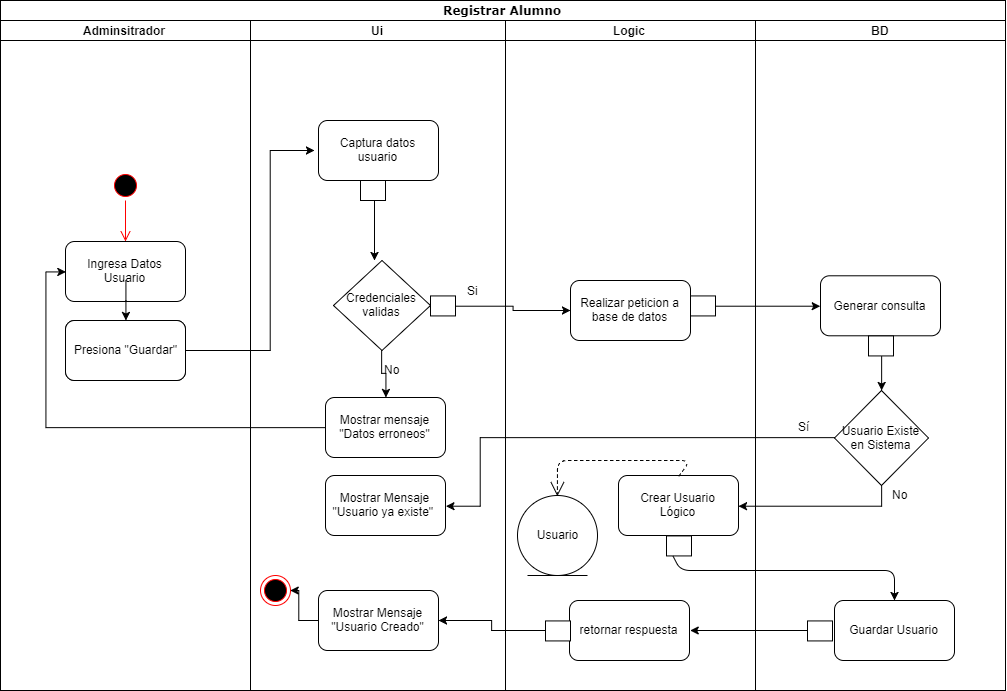 Registrar Alumno
Adminsitrador
Ui
Logic
BD
Captura datos
usuario
Ingresa Datos
Usuario
Presiona "Guardar"
Credenciales
validas
Si
No
Realizar peticion a
base de datos
Generar consulta
Mostrar mensaje
"Datos erroneos"
Usuario Existe
en Sistema
Sí
No
Mostrar Mensaje
"Usuario ya existe"
Crear Usuario
Lógico
Usuario
Mostrar Mensaje
"Usuario Creado"
retornar respuesta
Guardar Usuario